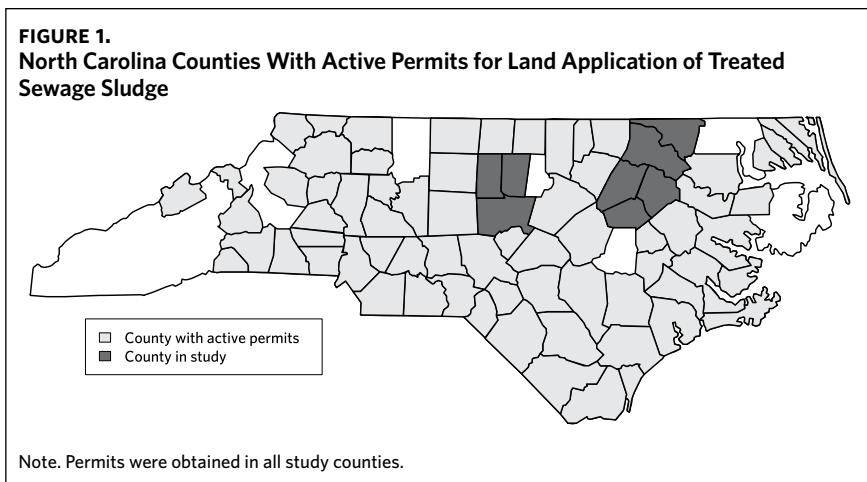 FIGURE 1.
North Carolina Counties With Active Permits for Land Application of Treated
Sewage Sludge
County with active permits
County in study
Note. Permits were obtained in all study counties.